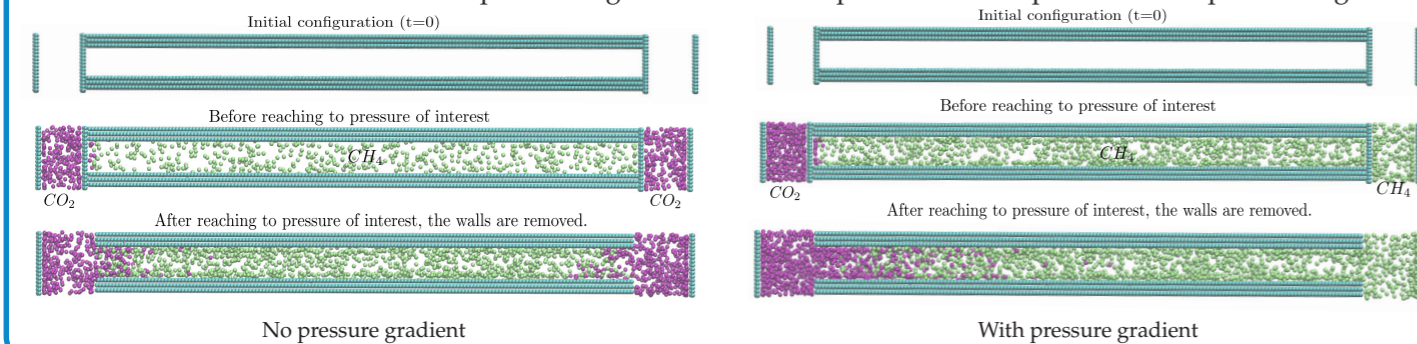 Initial configuration (t=0)
Before reaching to pressure of interest
CH₄
CO₂
CO₂
After reaching to pressure of interest, the walls are removed.
No pressure gradient
Initial configuration (t=0)
Before reaching to pressure of interest
CH₄
CO₂
CH₄
After reaching to pressure of interest, the walls are removed.
With pressure gradient